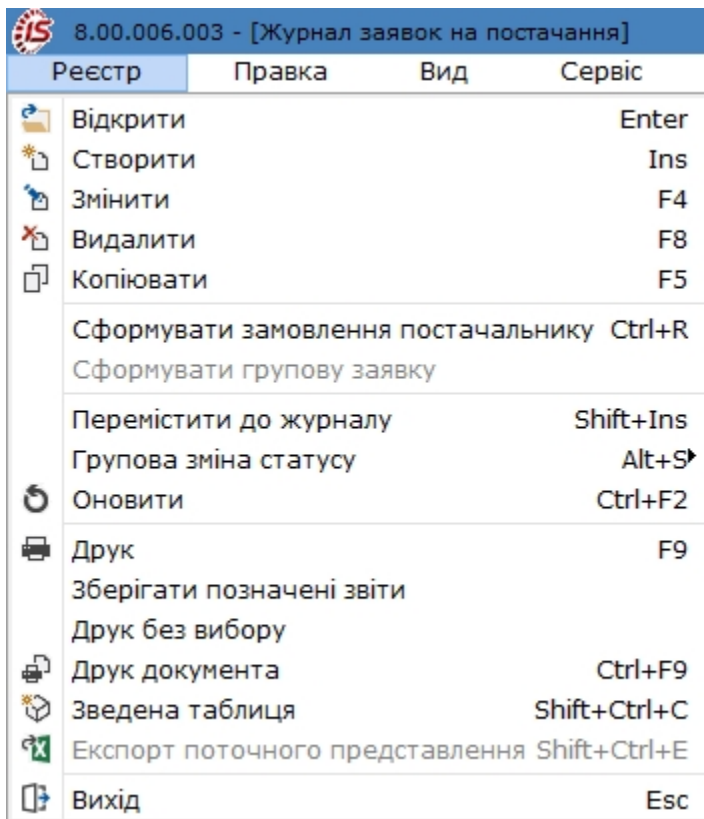 iS 8.00.006.003 - [Журнал заявок на постачання]
Реєстр Правка Вид Сервіс
Відкрити Enter
Створити Ins
Змінити F4
Видалити F8
Копіювати F5
Сформувати замовлення постачальнику Ctrl+R
Сформувати групову заявку
Перемістити до журналу Shift+Ins
Групова зміна статусу Alt+S
Оновити Ctrl+F2
Друк F9
Зберігати позначені звіти
Друк без вибору
Друк документа Ctrl+F9
Зведена таблиця Shift+Ctrl+C
Експорт поточного представлення Shift+Ctrl+E
Вихід Esc